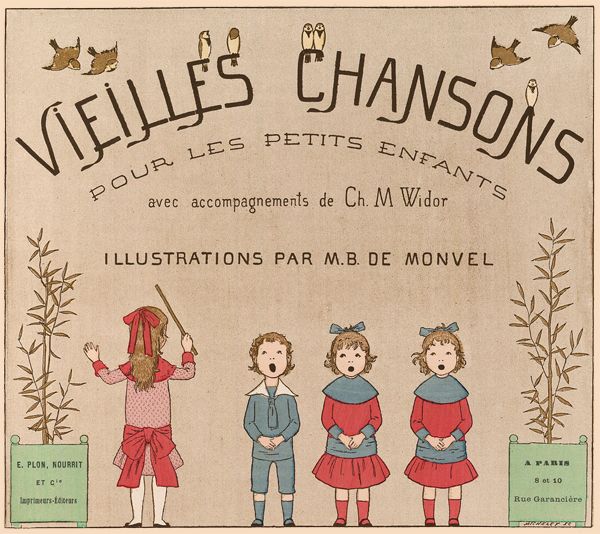 VIEILLES CHANSONS
POUR LES PETITS ENFANTS
avec accompagnements de Ch. M Widor
ILLUSTRATIONS PAR M.B. DE MONVEL
E. PLON, NOURRIT
ET Cie
Imprimeurs-Éditeurs
A PARIS
8 et 10
Rue Garancière